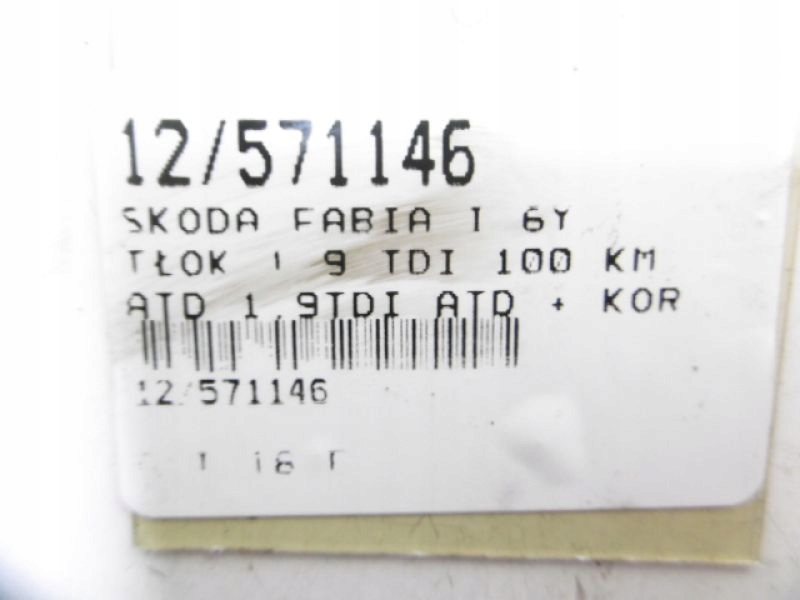 12/571146
SKODA FABIA I 6Y
TŁOK 1.9 TDI 100 KM
ATD 1.9TDI ATD + KOR
12/571146